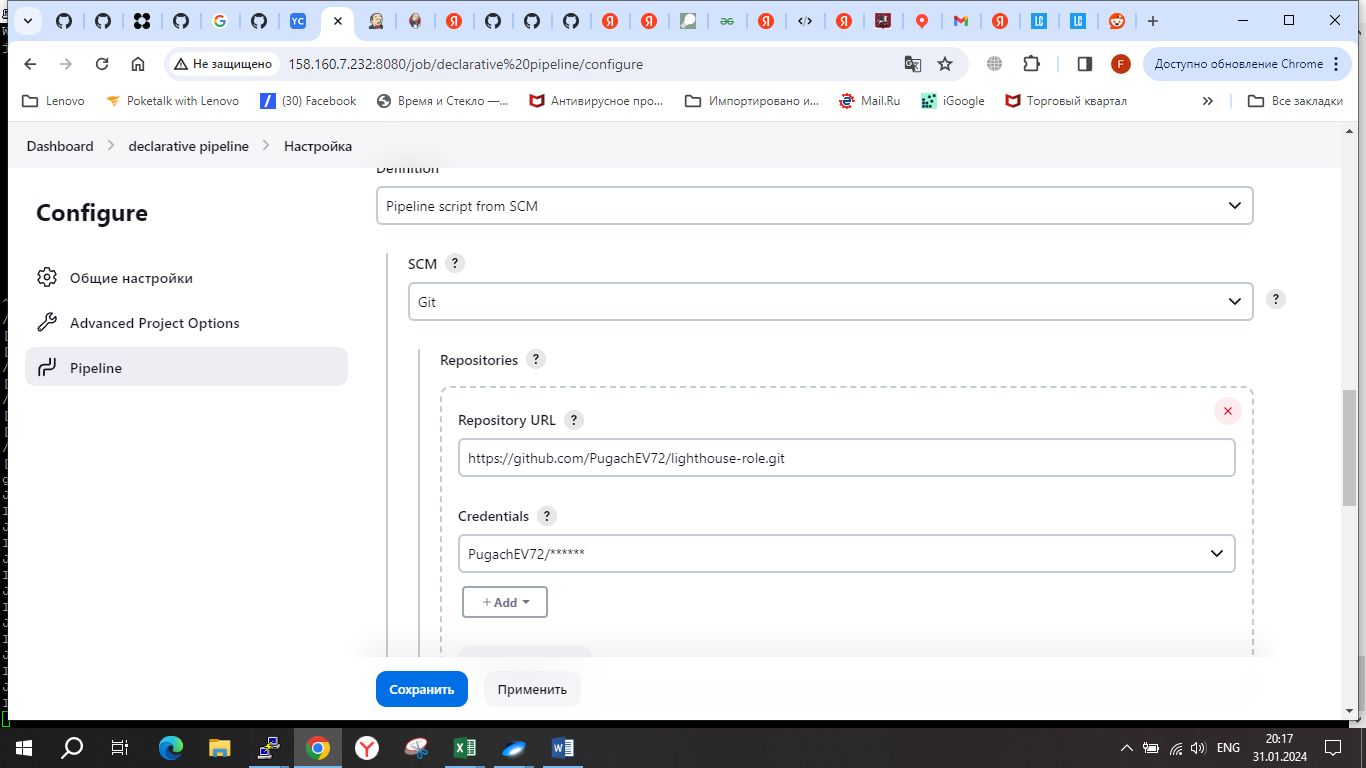 YC
Не защищено
158.160.7.232:8080/job/declarative%20pipeline/configure
Доступно обновление Chrome
Lenovo
Poketalk with Lenovo
(30) Facebook
Время и Стекло —...
Антивирусное про...
Импортировано и...
Mail.Ru
iGoogle
Торговый квартал
Все закладки
Dashboard
declarative pipeline
Настройка
Definition
Configure
Pipeline script from SCM
Общие настройки
SCM ?
Git
?
Advanced Project Options
Pipeline
Repositories ?
Repository URL ?
https://github.com/PugachEV72/lighthouse-role.git
Credentials ?
PugachEV72/******
+ Add
Сохранить
Применить
ENG
20:17
31.01.2024